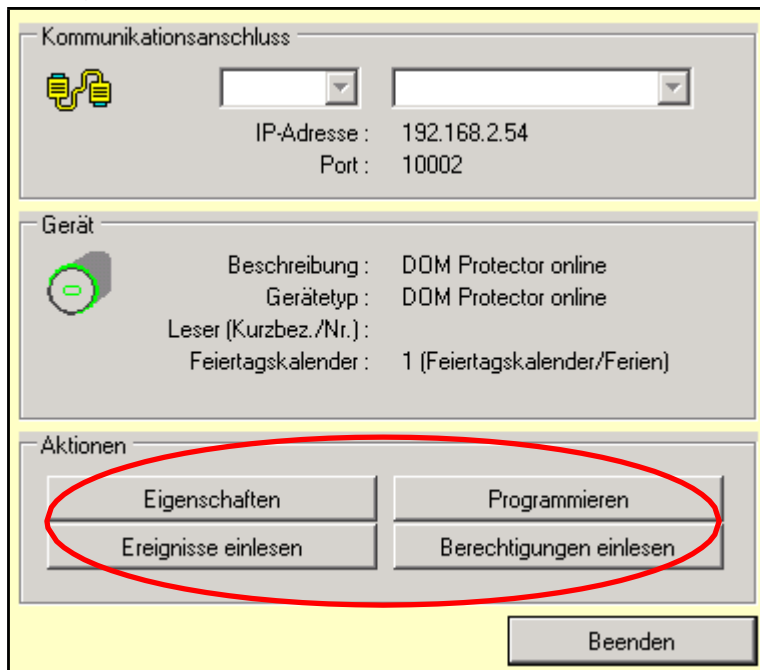 Kommunikationsanschluss
IP-Adresse : 192.168.2.54
Port : 10002
Gerät
Beschreibung : DOM Protector online
Gerätetyp : DOM Protector online
Leser (Kurzbez./Nr.) :
Feiertagskalender : 1 (Feiertagskalender/Ferien)
Aktionen
Eigenschaften Programmieren
Ereignisse einlesen Berechtigungen einlesen
Beenden